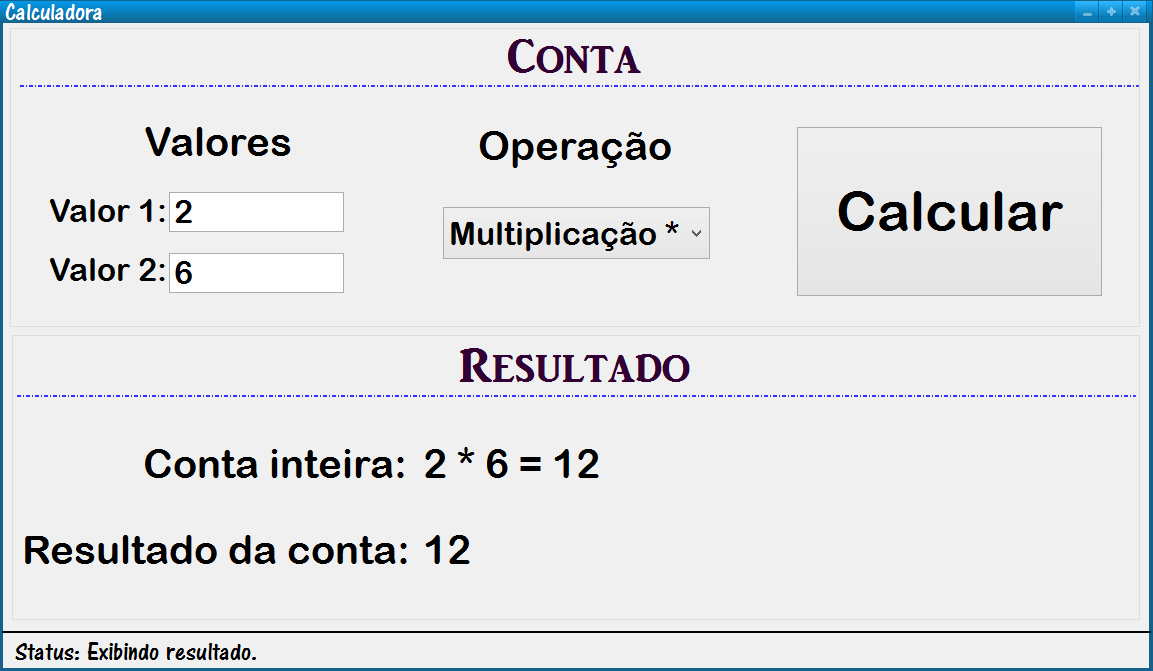 Calculadora
Conta
Valores
Operação
Valor 1: 2
Multiplicação *
Calcular
Valor 2: 6
Resultado
Conta inteira: 2 * 6 = 12
Resultado da conta: 12
Status: Exibindo resultado.